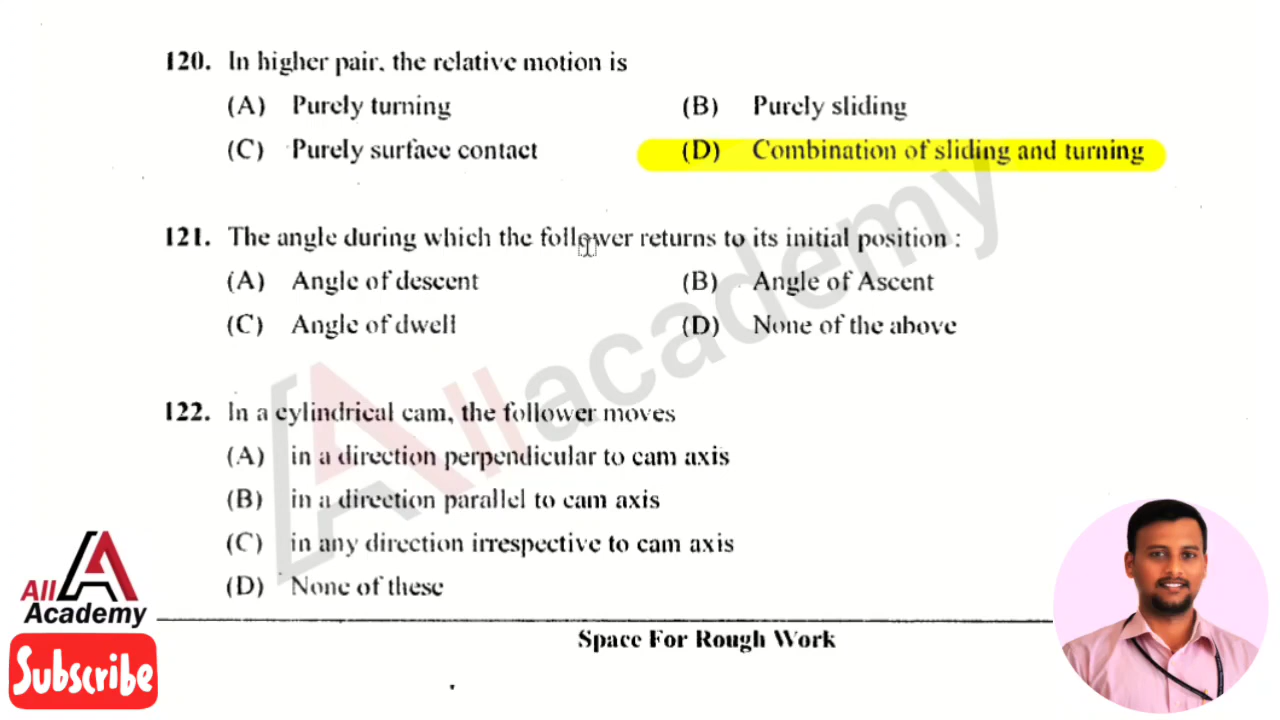 120. In higher pair, the relative motion is
(A) Purely turning (B) Purely sliding
(C) Purely surface contact (D) Combination of sliding and turning
121. The angle during which the follower returns to its initial position :
(A) Angle of descent (B) Angle of Ascent
(C) Angle of dwell (D) None of the above
122. In a cylindrical cam, the follower moves
(A) in a direction perpendicular to cam axis
(B) in a direction parallel to cam axis
(C) in any direction irrespective to cam axis
(D) None of these
Space For Rough Work
All academy
All
Academy
Subscribe